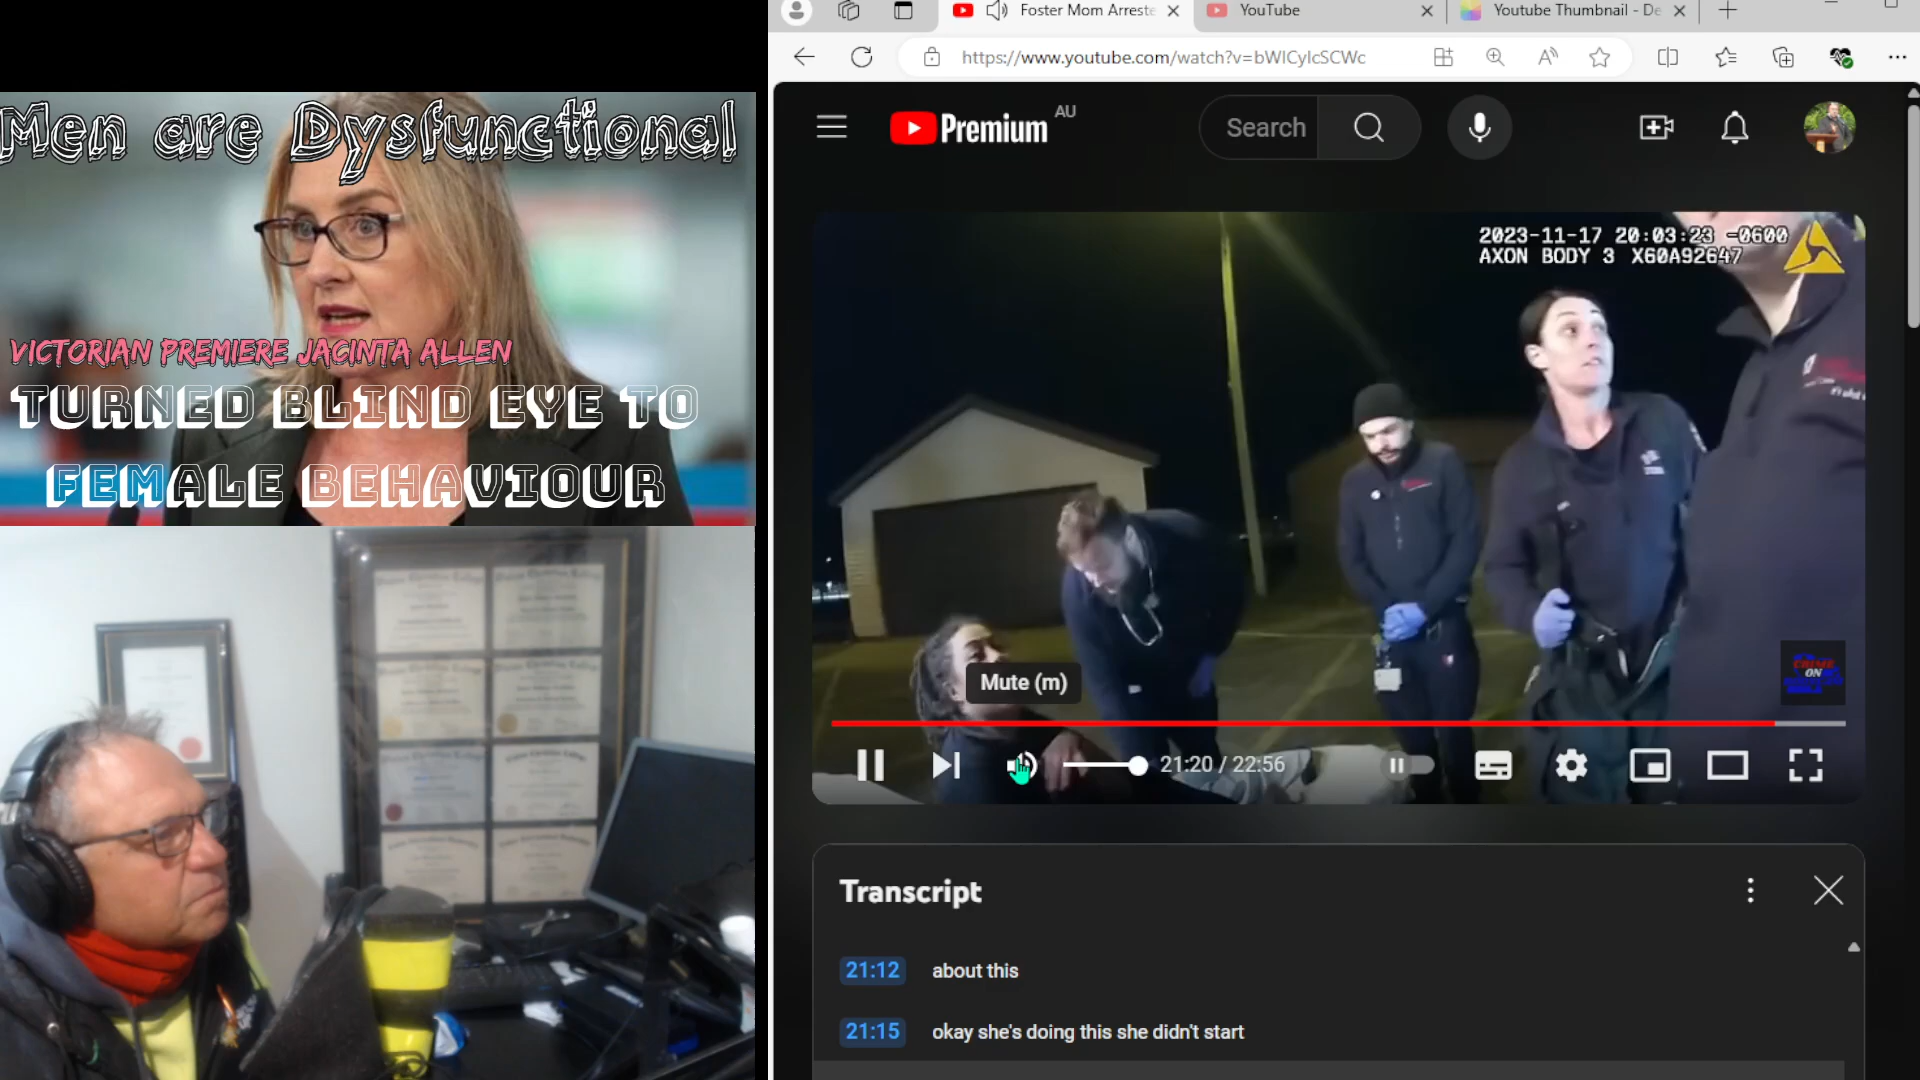 Men are Dysfunctional
VICTORIAN PREMIERE JACINTA ALLEN
TURNED BLIND EYE TO
FEMALE BEHAVIOUR
Foster Mom Arreste
YouTube
Youtube Thumbnail - De
https://www.youtube.com/watch?v=bWICylcSCWc
Premium AU
Search
2023-11-17 20:03:23 -0600
AXON BODY 3 X60A92647
CRIME
ON
Mute (m)
21:20 / 22:56
Transcript
21:12 about this
21:15 okay she's doing this she didn't start